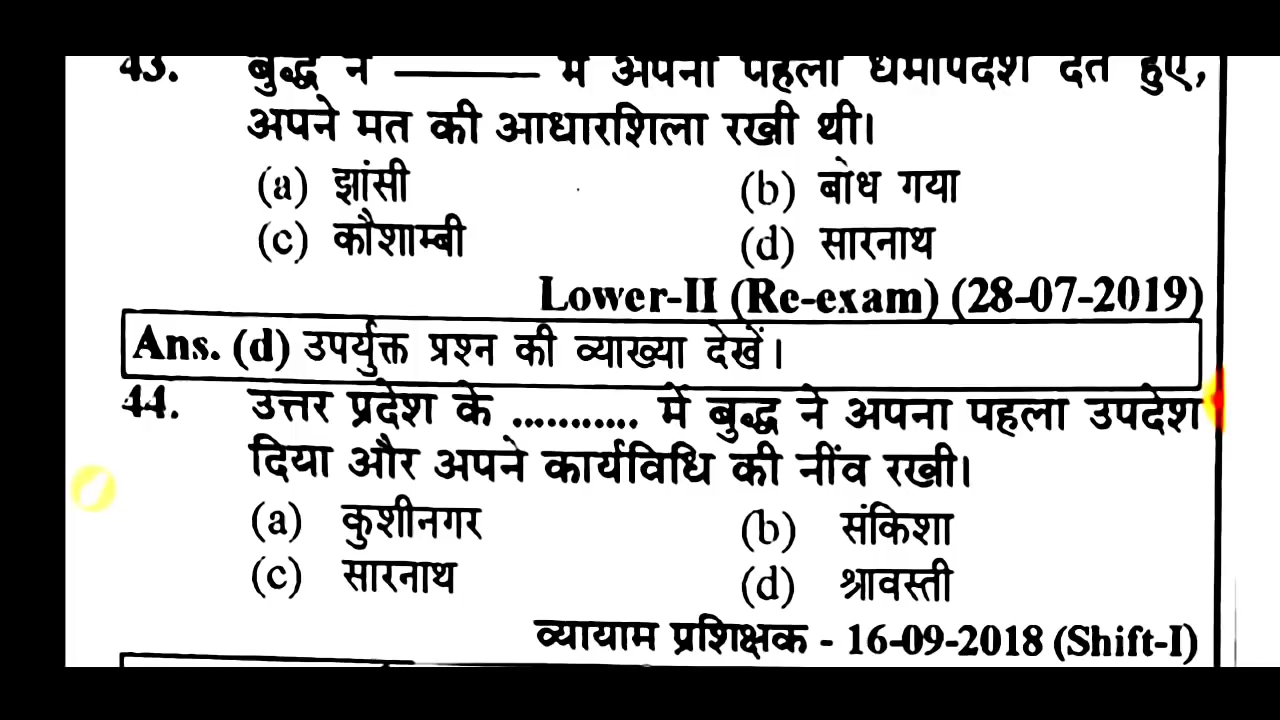 43. बुद्ध ने ——— में अपना पहला धर्मोपदेश देते हुए,
अपने मत की आधारशिला रखी थी।
(a) झांसी (b) बोध गया
(c) कौशाम्बी (d) सारनाथ
Lower-II (Re-exam) (28-07-2019)
Ans. (d) उपर्युक्त प्रश्न की व्याख्या देखें।
44. उत्तर प्रदेश के ........... में बुद्ध ने अपना पहला उपदेश
दिया और अपने कार्यविधि की नींव रखी।
(a) कुशीनगर (b) संकिशा
(c) सारनाथ (d) श्रावस्ती
व्यायाम प्रशिक्षक - 16-09-2018 (Shift-I)